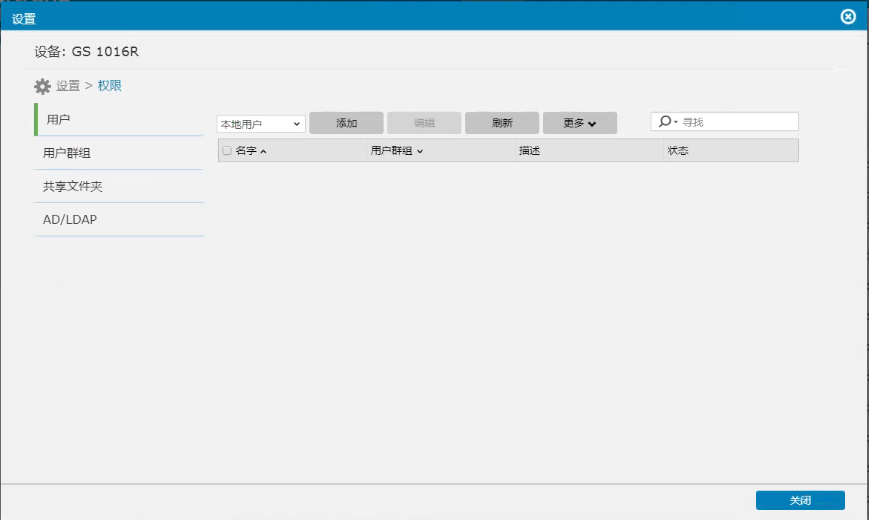 设置
设备: GS 1016R
设置 > 权限
用户
用户群组
共享文件夹
AD/LDAP
本地用户 添加 编辑 刷新 更多 寻找
名字 用户群组 描述 状态
关闭